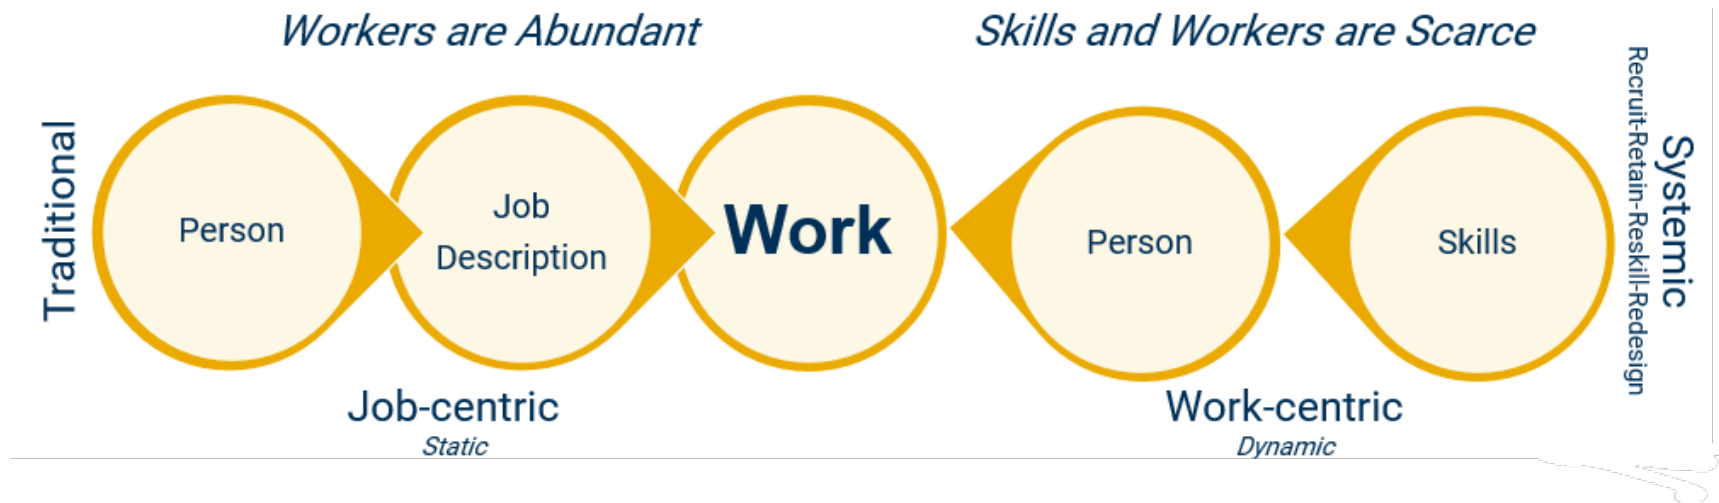 Workers are Abundant
Skills and Workers are Scarce
Traditional
Person
Job
Description
Work
Person
Skills
Recruit-Retain-Reskill-Redesign
Systemic
Job-centric
Static
Work-centric
Dynamic